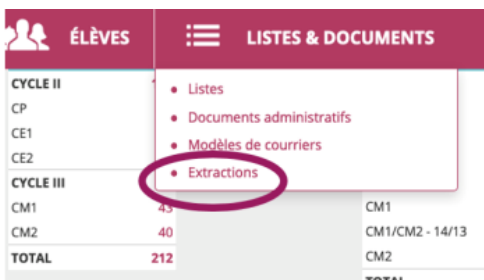 ÉLÈVES
LISTES & DOCUMENTS
CYCLE II
CP
CE1
CE2
CYCLE III
CM1 43
CM2 40
TOTAL 212
• Listes
• Documents administratifs
• Modèles de courriers
• Extractions
CM1
CM1/CM2 - 14/13
CM2
TOTAL